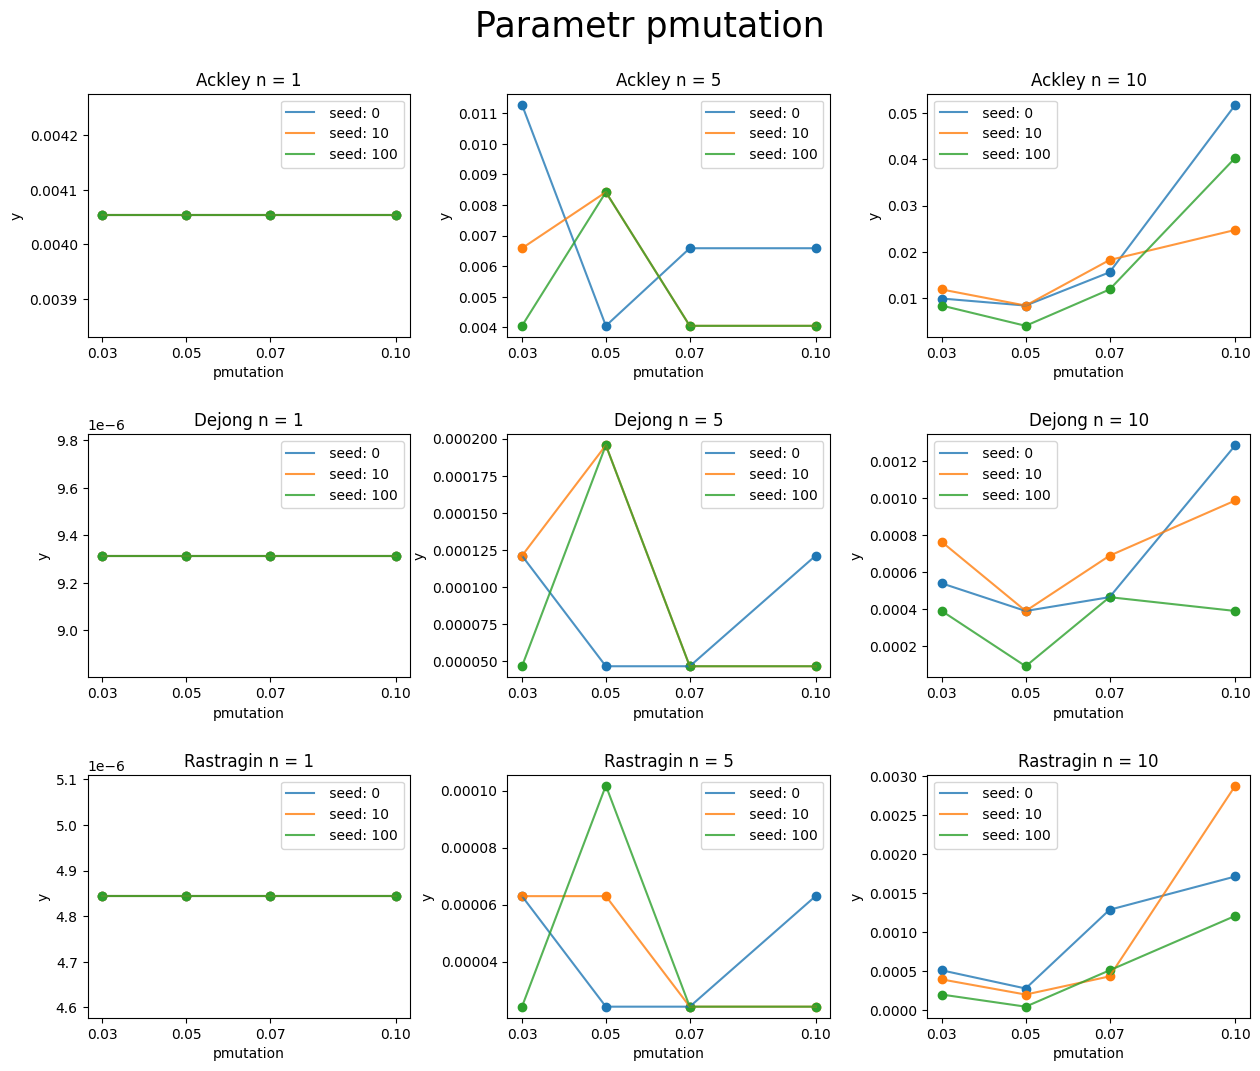 Parametr pmutation
Ackley n = 1
0.0042
0.0041
0.0040
0.0039
y
seed: 0
seed: 10
seed: 100
0.03 0.05 0.07 0.10
pmutation
Ackley n = 5
0.011
0.010
0.009
0.008
0.007
0.006
0.005
0.004
y
seed: 0
seed: 10
seed: 100
0.03 0.05 0.07 0.10
pmutation
Ackley n = 10
0.05
0.04
0.03
0.02
0.01
y
seed: 0
seed: 10
seed: 100
0.03 0.05 0.07 0.10
pmutation
Dejong n = 1
1e−6
9.8
9.6
9.4
9.2
9.0
y
seed: 0
seed: 10
seed: 100
0.03 0.05 0.07 0.10
pmutation
Dejong n = 5
0.000200
0.000175
0.000150
0.000125
0.000100
0.000075
0.000050
y
seed: 0
seed: 10
seed: 100
0.03 0.05 0.07 0.10
pmutation
Dejong n = 10
0.0012
0.0010
0.0008
0.0006
0.0004
0.0002
y
seed: 0
seed: 10
seed: 100
0.03 0.05 0.07 0.10
pmutation
Rastragin n = 1
1e−6
5.1
5.0
4.9
4.8
4.7
4.6
y
seed: 0
seed: 10
seed: 100
0.03 0.05 0.07 0.10
pmutation
Rastragin n = 5
0.00010
0.00008
0.00006
0.00004
y
seed: 0
seed: 10
seed: 100
0.03 0.05 0.07 0.10
pmutation
Rastragin n = 10
0.0030
0.0025
0.0020
0.0015
0.0010
0.0005
0.0000
y
seed: 0
seed: 10
seed: 100
0.03 0.05 0.07 0.10
pmutation